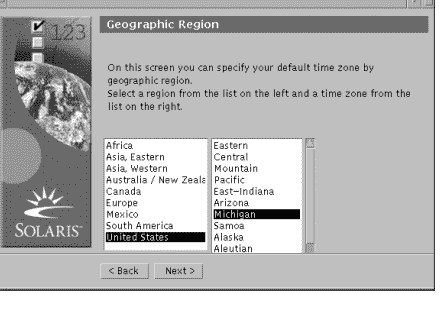 123
Geographic Region
On this screen you can specify your default time zone by
geographic region.
Select a region from the list on the left and a time zone from the
list on the right.
Africa
Asia, Eastern
Asia, Western
Australia / New Zeala
Canada
Europe
Mexico
South America
United States
Eastern
Central
Mountain
Pacific
East-Indiana
Arizona
Michigan
Samoa
Alaska
Aleutian
SOLARIS™
< Back
Next >